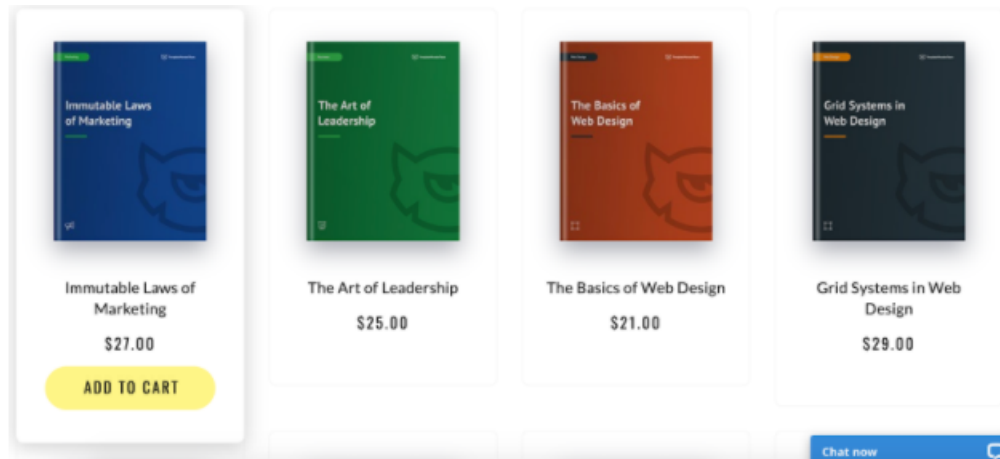 Immutable Laws
of Marketing
The Art of
Leadership
The Basics of
Web Design
Grid Systems in
Web Design
Immutable Laws of
Marketing
$27.00
ADD TO CART
The Art of Leadership
$25.00
The Basics of Web Design
$21.00
Grid Systems in Web
Design
$29.00
Chat now